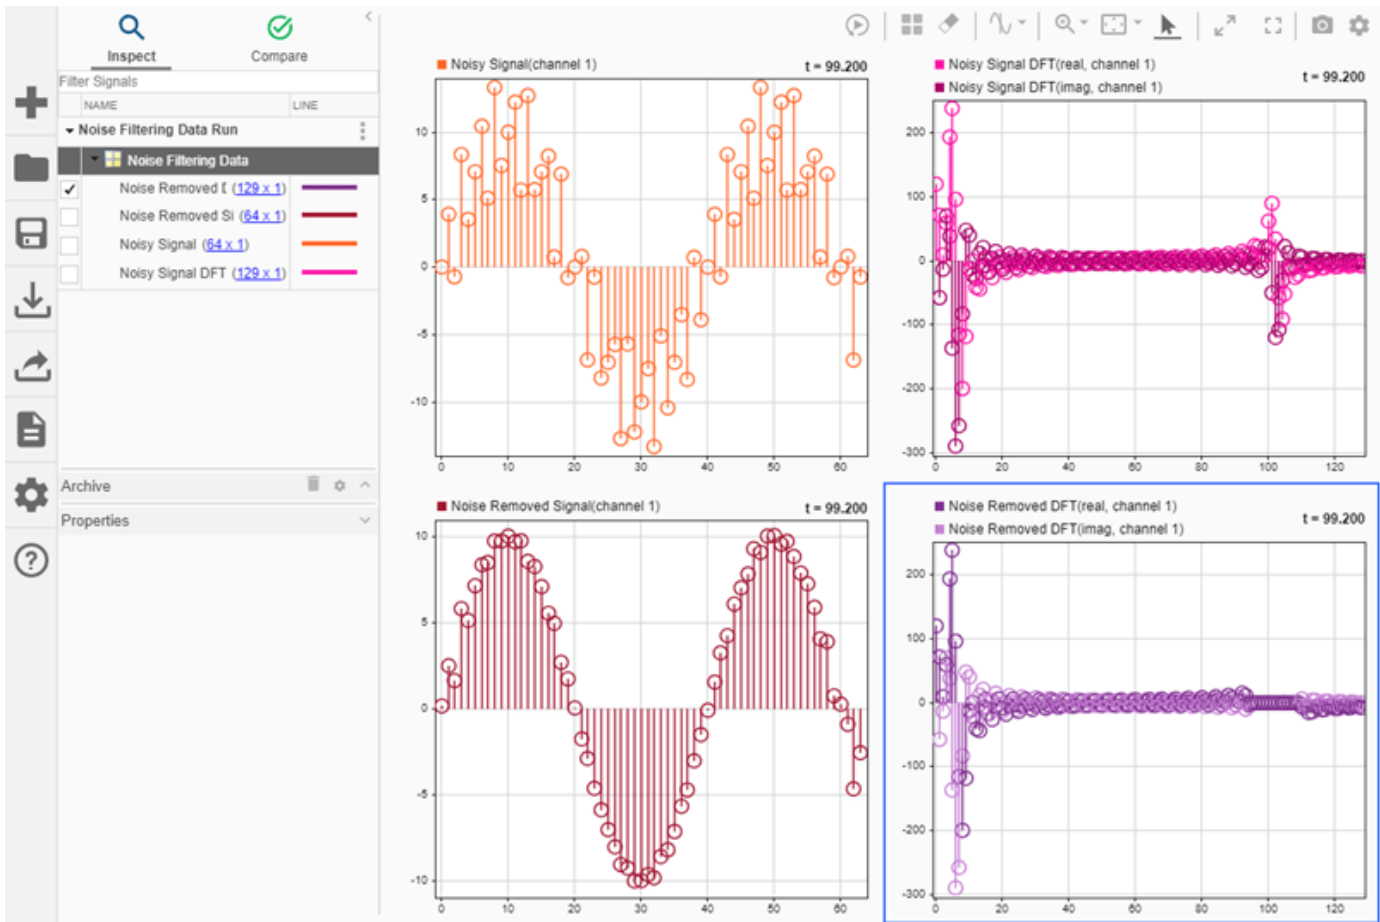 Inspect
Compare
Filter Signals
NAME LINE
Noise Filtering Data Run
Noise Filtering Data
Noise Removed D (129 x 1)
Noise Removed Si (64 x 1)
Noisy Signal (64 x 1)
Noisy Signal DFT (129 x 1)
Archive
Properties
Noisy Signal(channel 1) t = 99.200
10
5
0
-5
-10
0 10 20 30 40 50 60
Noisy Signal DFT(real, channel 1)
Noisy Signal DFT(imag, channel 1)
t = 99.200
200
100
0
-100
-200
-300
0 20 40 60 80 100 120
Noise Removed Signal(channel 1) t = 99.200
10
5
0
-5
-10
0 10 20 30 40 50 60
Noise Removed DFT(real, channel 1)
Noise Removed DFT(imag, channel 1)
t = 99.200
200
100
0
-100
-200
-300
0 20 40 60 80 100 120